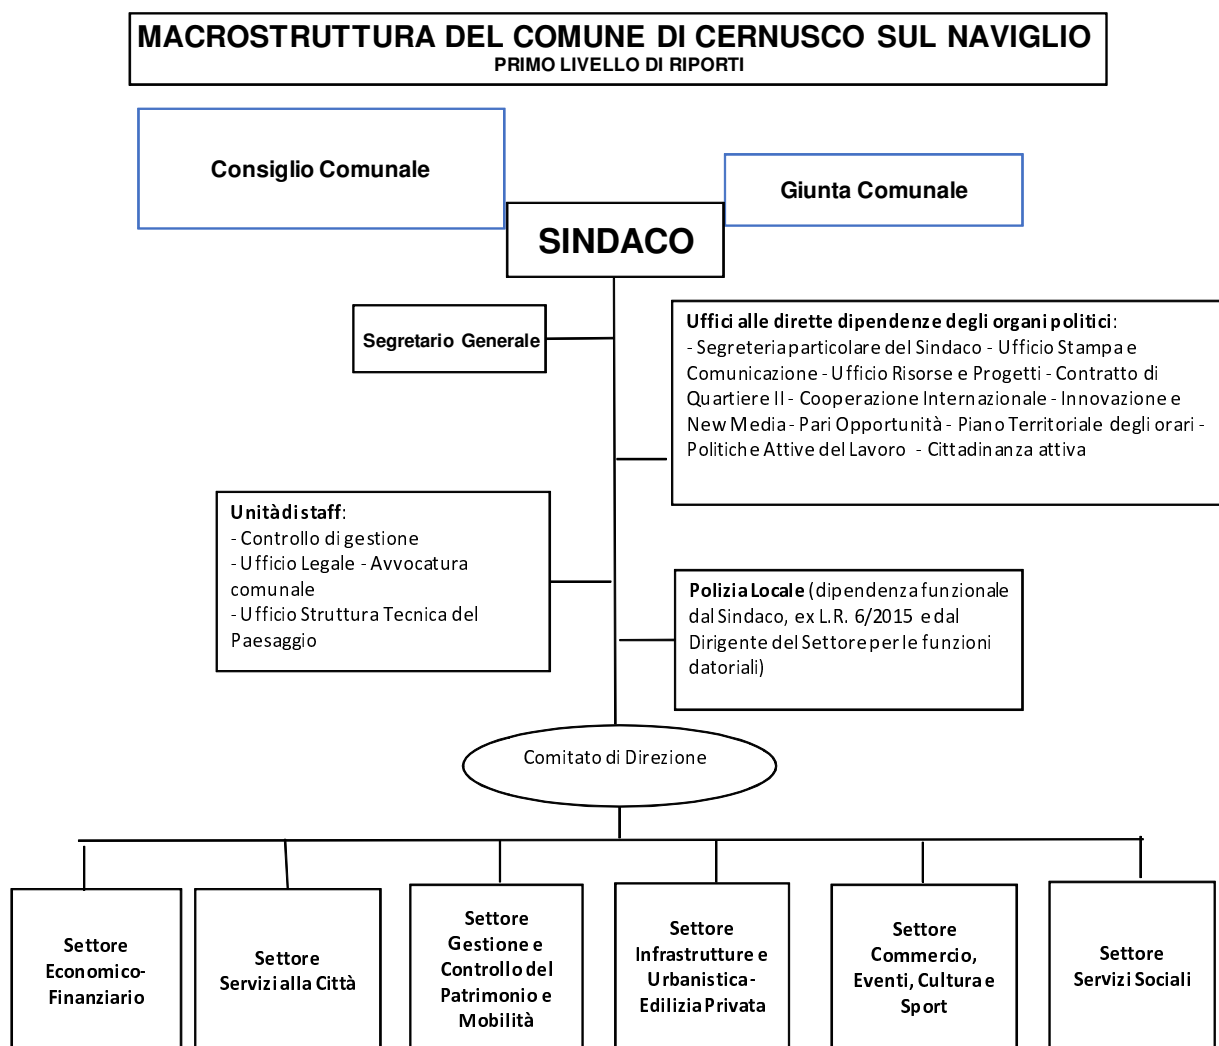 MACROSTRUTTURA DEL COMUNE DI CERNUSCO SUL NAVIGLIO
PRIMO LIVELLO DI RIPORTI
Consiglio Comunale
Giunta Comunale
SINDACO
Segretario Generale
Uffici alle dirette dipendenze degli organi politici:
- Segreteria particolare del Sindaco - Ufficio Stampa e
Comunicazione - Ufficio Risorse e Progetti - Contratto di
Quartiere II - Cooperazione Internazionale - Innovazione e
New Media - Pari Opportunità - Piano Territoriale degli orari -
Politiche Attive del Lavoro - Cittadinanza attiva
Unità di staff:
- Controllo di gestione
- Ufficio Legale - Avvocatura
comunale
- Ufficio Struttura Tecnica del
Paesaggio
Polizia Locale (dipendenza funzionale
dal Sindaco, ex L.R. 6/2015 e dal
Dirigente del Settore per le funzioni
datoriali)
Comitato di Direzione
Settore
Economico-
Finanziario
Settore
Servizi alla Città
Settore
Gestione e
Controllo del
Patrimonio e
Mobilità
Settore
Infrastrutture e
Urbanistica-
Edilizia Privata
Settore
Commercio,
Eventi, Cultura e
Sport
Settore
Servizi Sociali